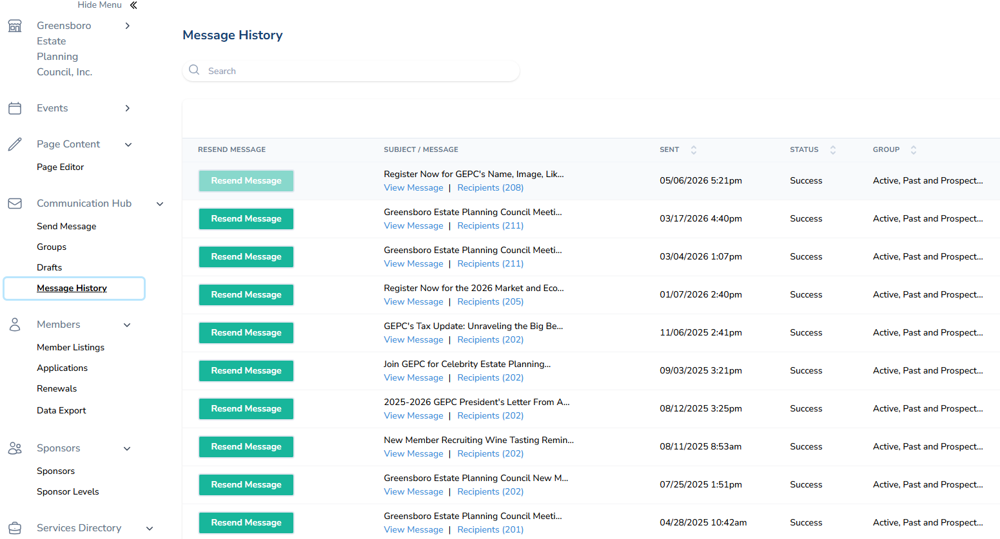 Hide Menu
Greensboro
Estate
Planning
Council, Inc.
Events
Page Content
Page Editor
Communication Hub
Send Message
Groups
Drafts
Message History
Members
Member Listings
Applications
Renewals
Data Export
Sponsors
Sponsors
Sponsor Levels
Services Directory
Message History
Search
RESEND MESSAGE SUBJECT / MESSAGE SENT STATUS GROUP
Resend Message Register Now for GEPC's Name, Image, Lik... 05/06/2026 5:21pm Success Active, Past and Prospect...
View Message | Recipients (208)
Resend Message Greensboro Estate Planning Council Meeti... 03/17/2026 4:40pm Success Active, Past and Prospect...
View Message | Recipients (211)
Resend Message Greensboro Estate Planning Council Meeti... 03/04/2026 1:07pm Success Active, Past and Prospect...
View Message | Recipients (211)
Resend Message Register Now for the 2026 Market and Eco... 01/07/2026 2:40pm Success Active, Past and Prospect...
View Message | Recipients (205)
Resend Message GEPC's Tax Update: Unraveling the Big Be... 11/06/2025 2:41pm Success Active, Past and Prospect...
View Message | Recipients (202)
Resend Message Join GEPC for Celebrity Estate Planning... 09/03/2025 3:21pm Success Active, Past and Prospect...
View Message | Recipients (202)
Resend Message 2025-2026 GEPC President's Letter From A... 08/12/2025 3:25pm Success Active, Past and Prospect...
View Message | Recipients (202)
Resend Message New Member Recruiting Wine Tasting Remin... 08/11/2025 8:53am Success Active, Past and Prospect...
View Message | Recipients (202)
Resend Message Greensboro Estate Planning Council New M... 07/25/2025 1:51pm Success Active, Past and Prospect...
View Message | Recipients (202)
Resend Message Greensboro Estate Planning Council Meeti... 04/28/2025 10:42am Success Active, Past and Prospect...
View Message | Recipients (201)